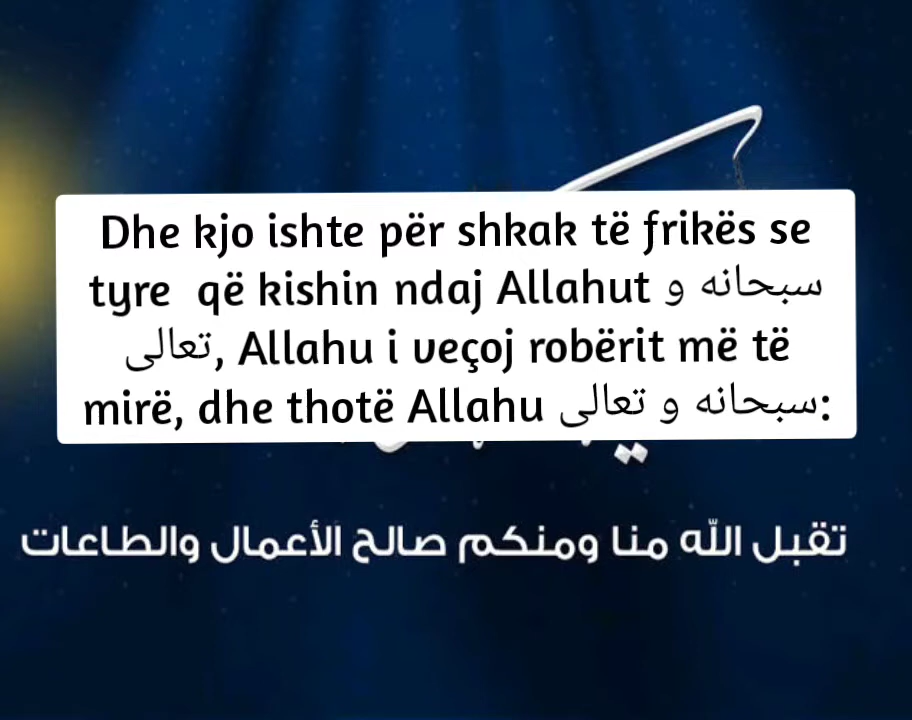 Dhe kjo ishte për shkak të frikës se
tyre që kishin ndaj Allahut سبحانه و
تعالى, Allahu i veçoj robërit më të
mirë, dhe thotë Allahu سبحانه و تعالى:
تقبل الله منا ومنكم صالح الأعمال والطاعات